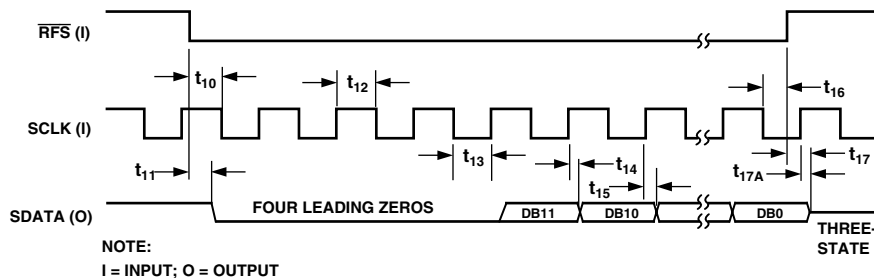 RFS (I)
t10
t12
t16
SCLK (I)
t11
t13
t14
t15
t17A
t17
SDATA (O)
FOUR LEADING ZEROS
DB11
DB10
DB0
THREE-
STATE
NOTE:
I = INPUT; O = OUTPUT